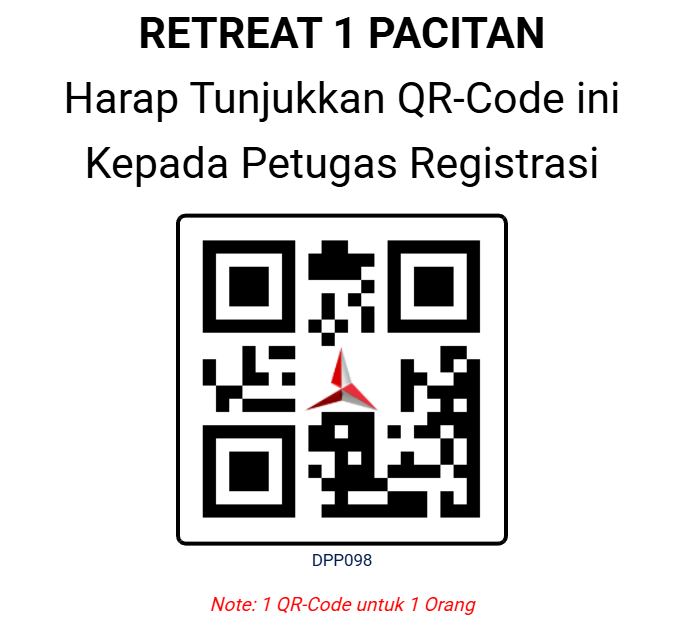 RETREAT 1 PACITAN
Harap Tunjukkan QR-Code ini
Kepada Petugas Registrasi
DPP098
Note: 1 QR-Code untuk 1 Orang